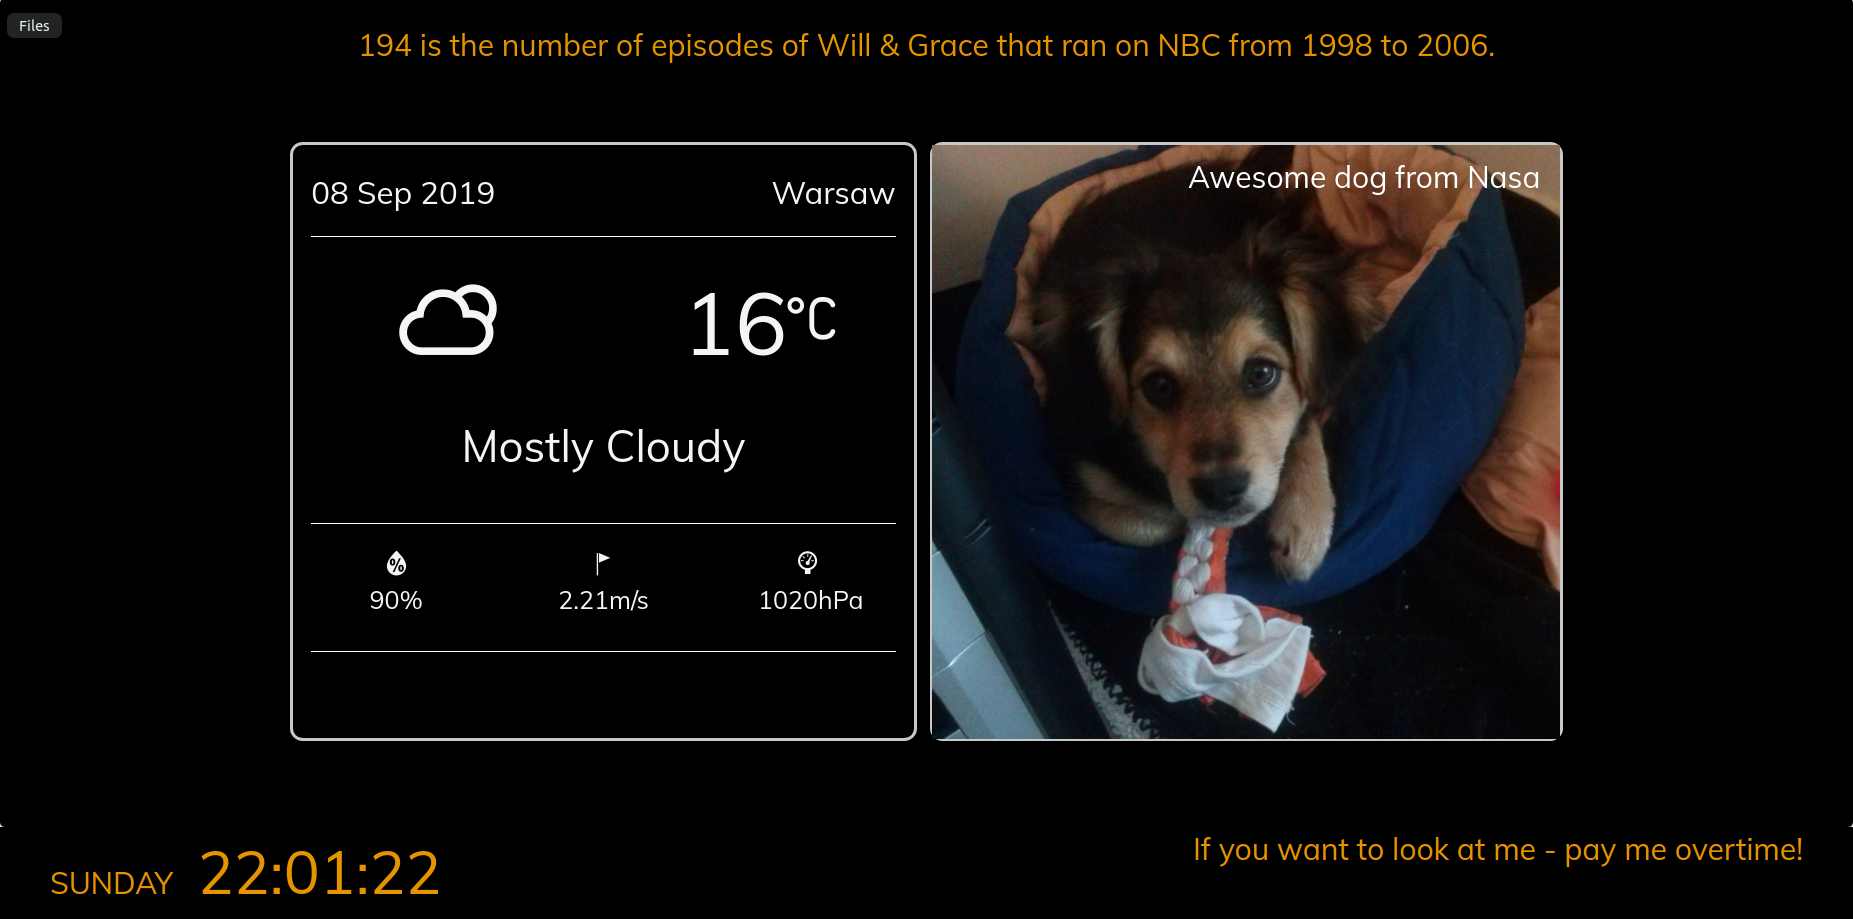 Files
194 is the number of episodes of Will & Grace that ran on NBC from 1998 to 2006.
08 Sep 2019 Warsaw
16°C
Mostly Cloudy
90% 2.21m/s 1020hPa
Awesome dog from Nasa
If you want to look at me - pay me overtime!
SUNDAY 22:01:22